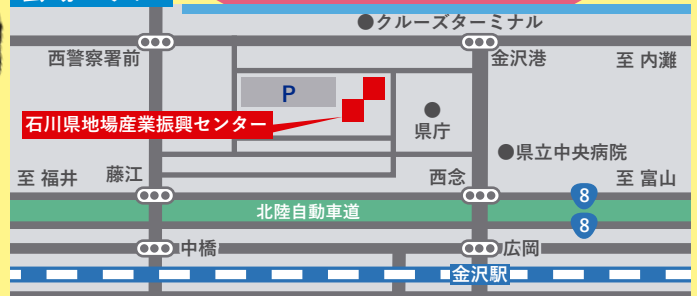 ●クルーズターミナル
西警察署前
金沢港
至 内灘
P
石川県地場産業振興センター
県庁
●県立中央病院
至 福井
藤江
西念
至 富山
8
北陸自動車道
8
中橋
広岡
金沢駅